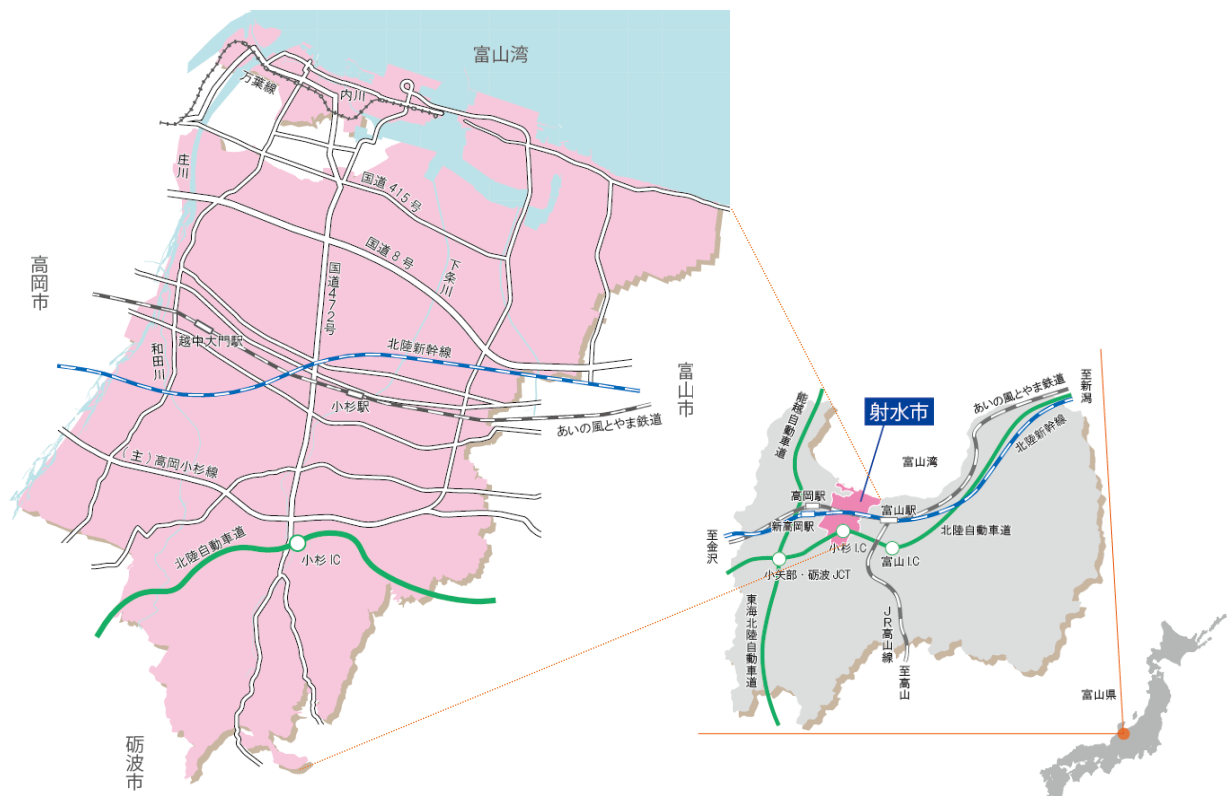 富山湾
万葉線
内川
庄川
国道415号
国道8号
下条川
国道472号
高岡市
越中大門駅
和田川
北陸新幹線
小杉駅
富山市
あいの風とやま鉄道
（主）高岡小杉線
北陸自動車道
小杉IC
砺波市
至新潟
あいの風とやま鉄道
北陸新幹線
能越自動車道
射水市
富山湾
高岡駅
富山駅
新高岡駅
北陸自動車道
至金沢
小杉I.C
富山I.C
小矢部・砺波JCT
東海北陸自動車道
JR高山線
至高山
富山県